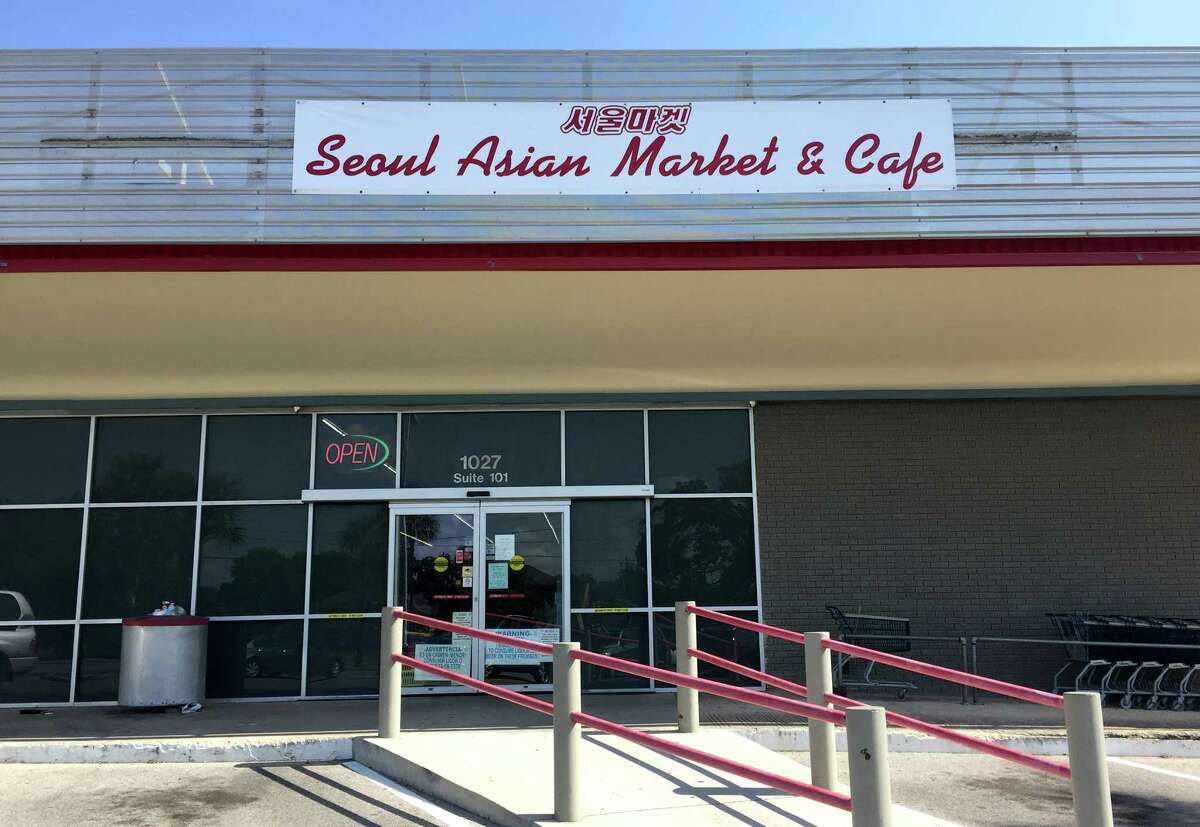 서울마켓
Seoul Asian Market & Cafe
OPEN
1027
Suite 101
ADVERTENCIA
WARNING